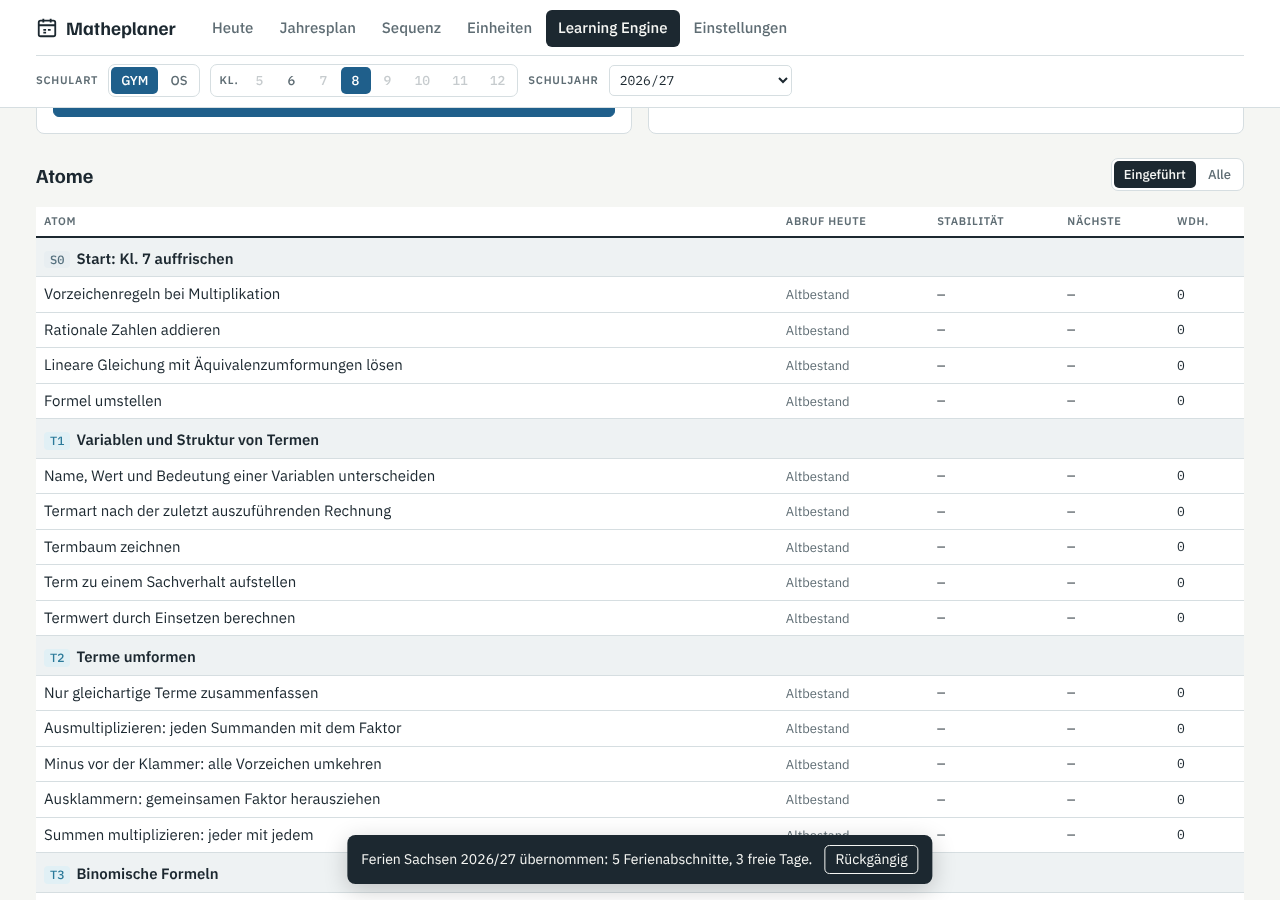 Matheplaner Heute Jahresplan Sequenz Einheiten Learning Engine Einstellungen
SCHULART GYM OS KL. 5 6 7 8 9 10 11 12 SCHULJAHR 2026/27
Atome Eingeführt Alle
ATOM ABRUF HEUTE STABILITÄT NÄCHSTE WDH.
S0 Start: Kl. 7 auffrischen
Vorzeichenregeln bei Multiplikation Altbestand – – 0
Rationale Zahlen addieren Altbestand – – 0
Lineare Gleichung mit Äquivalenzumformungen lösen Altbestand – – 0
Formel umstellen Altbestand – – 0
T1 Variablen und Struktur von Termen
Name, Wert und Bedeutung einer Variablen unterscheiden Altbestand – – 0
Termart nach der zuletzt auszuführenden Rechnung Altbestand – – 0
Termbaum zeichnen Altbestand – – 0
Term zu einem Sachverhalt aufstellen Altbestand – – 0
Termwert durch Einsetzen berechnen Altbestand – – 0
T2 Terme umformen
Nur gleichartige Terme zusammenfassen Altbestand – – 0
Ausmultiplizieren: jeden Summanden mit dem Faktor Altbestand – – 0
Minus vor der Klammer: alle Vorzeichen umkehren Altbestand – – 0
Ausklammern: gemeinsamen Faktor herausziehen Altbestand – – 0
Summen multiplizieren: jeder mit jedem Altbestand – – 0
Ferien Sachsen 2026/27 übernommen: 5 Ferienabschnitte, 3 freie Tage. Rückgängig
T3 Binomische Formeln